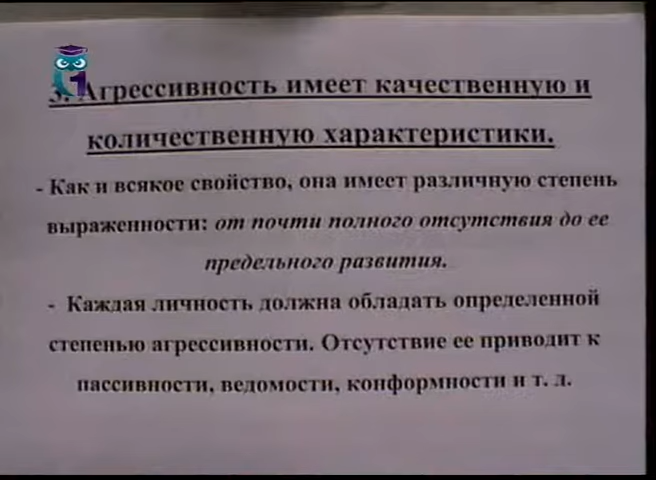 3. Агрессивность имеет качественную и
количественную характеристики.
- Как и всякое свойство, она имеет различную степень
выраженности: от почти полного отсутствия до ее
предельного развития.
- Каждая личность должна обладать определенной
степенью агрессивности. Отсутствие ее приводит к
пассивности, ведомости, конформности и т. д.